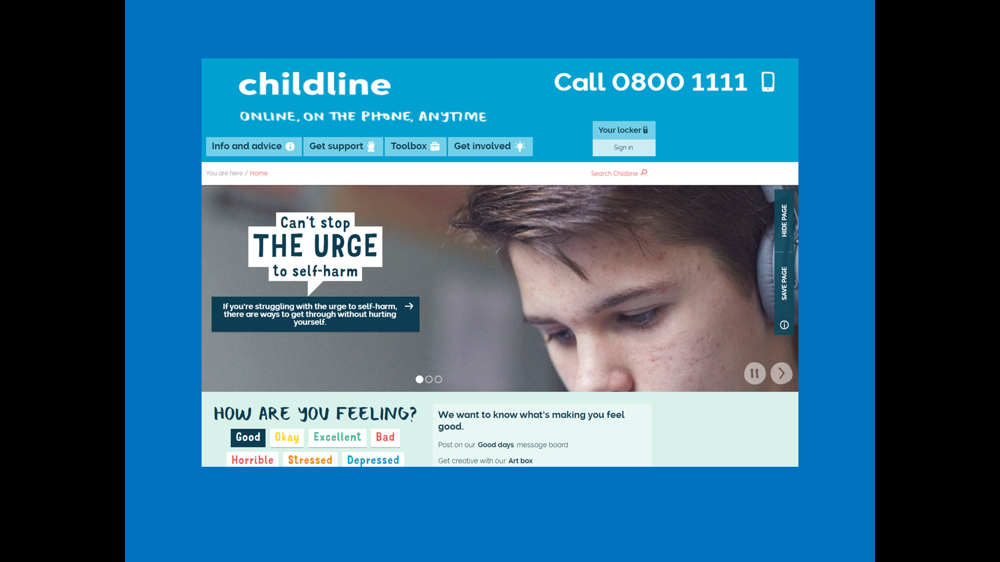 childline
Call 0800 1111
ONLINE, ON THE PHONE, ANYTIME
Your locker
Sign in
Info and advice
Get support
Toolbox
Get involved
You are here / Home
Search Childline
HIDE PAGE
SAVE PAGE
Can't stop
THE URGE
to self-harm
If you're struggling with the urge to self-harm,
there are ways to get through without hurting
yourself.
HOW ARE YOU FEELING?
Good
Okay
Excellent
Bad
Horrible
Stressed
Depressed
We want to know what's making you feel
good.
Post on our Good days message board
Get creative with our Art box